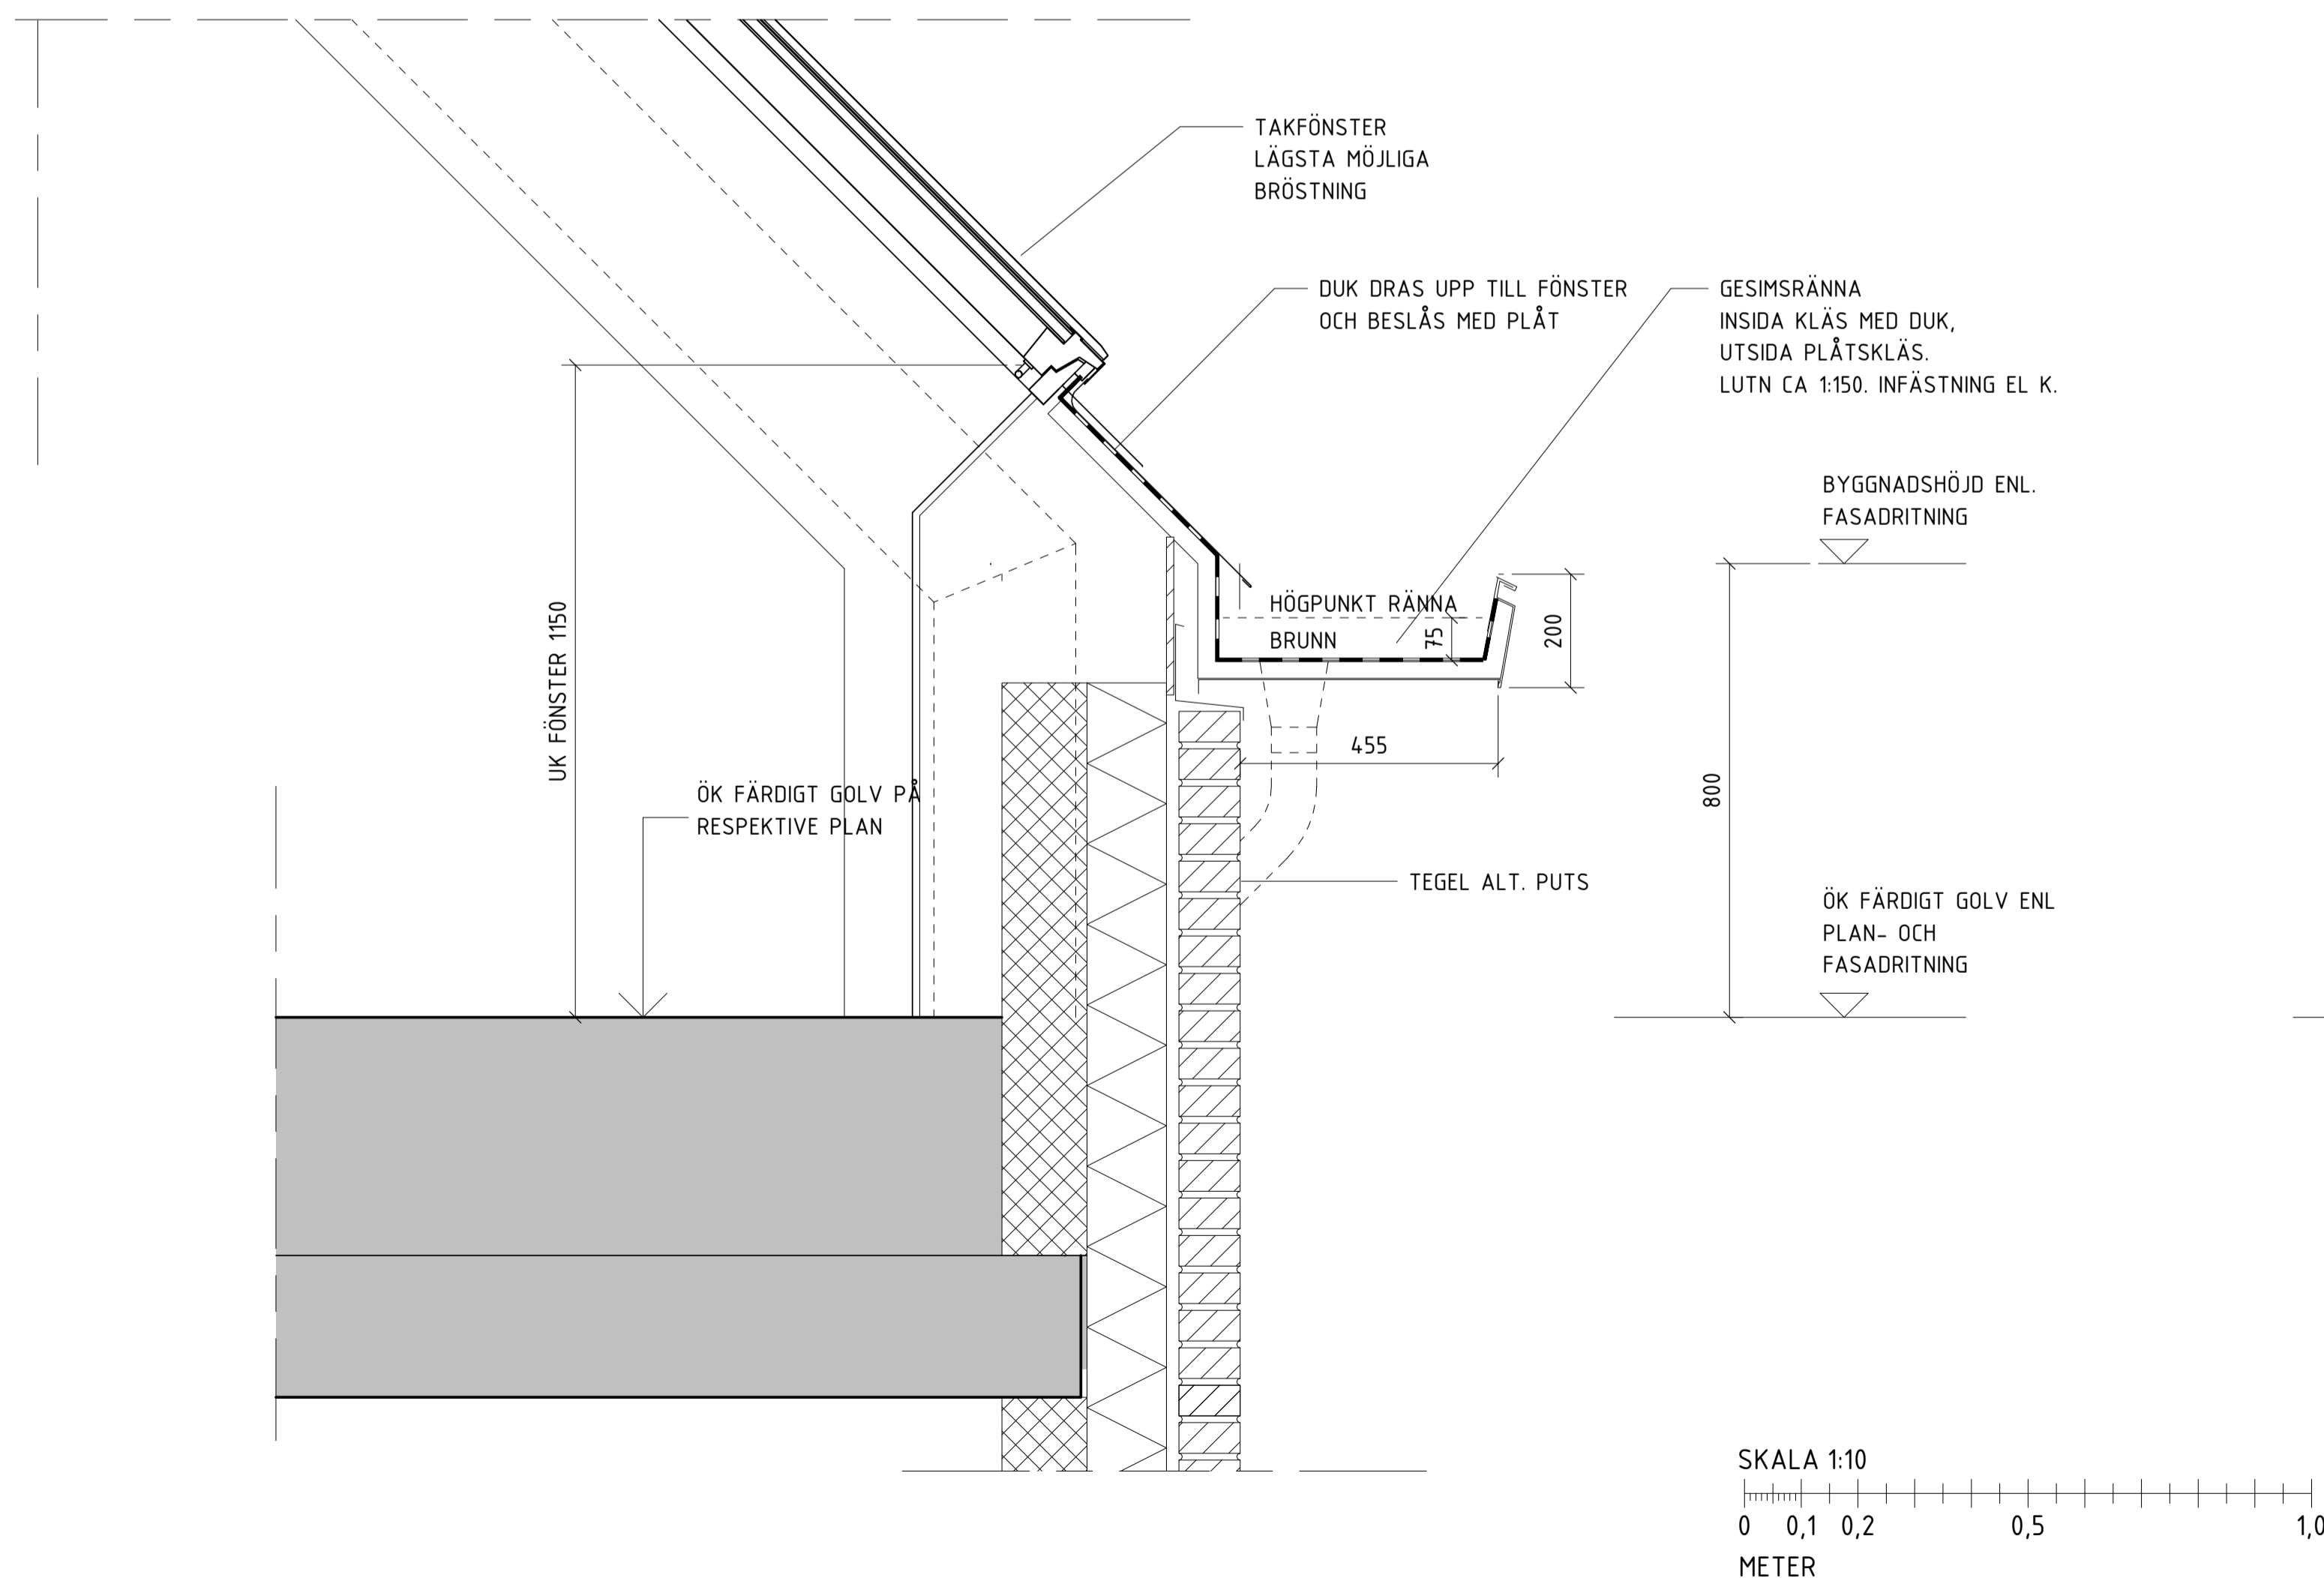 TAKFÖNSTER
LÄGSTA MÖJLIGA
BRÖSTNING
DUK DRAS UPP TILL FÖNSTER
OCH BESLÅS MED PLÅT
GESIMSRÄNNA
INSIDA KLÄS MED DUK,
UTSIDA PLÅTSKLÄS.
LUTN CA 1:150. INFÄSTNING EL K.
BYGGNADSHÖJD ENL.
FASADRITNING
HÖGPUNKT RÄNNA
BRUNN
75
200
UK FÖNSTER 1150
455
800
ÖK FÄRDIGT GOLV PÅ
RESPEKTIVE PLAN
TEGEL ALT. PUTS
ÖK FÄRDIGT GOLV ENL
PLAN- OCH
FASADRITNING
SKALA 1:10
0 0,1 0,2 0,5 1,0
METER